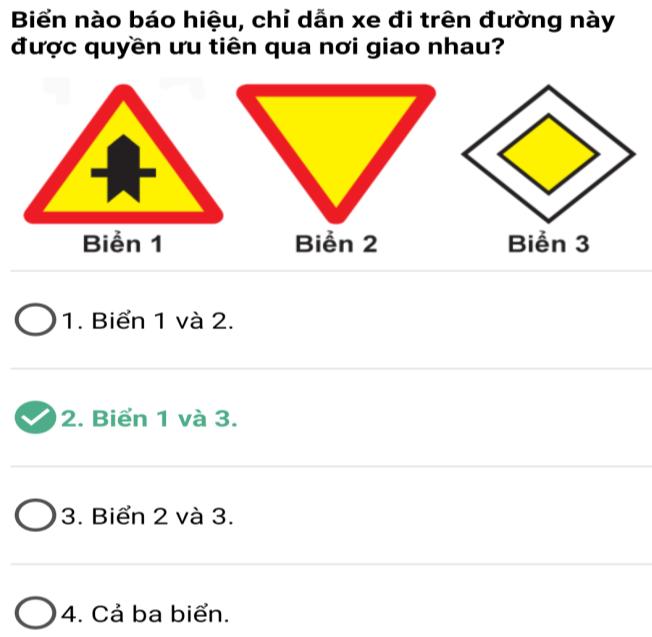 Biển nào báo hiệu, chỉ dẫn xe đi trên đường này
được quyền ưu tiên qua nơi giao nhau?
Biển 1
Biển 2
Biển 3
1. Biển 1 và 2.
2. Biển 1 và 3.
3. Biển 2 và 3.
4. Cả ba biển.